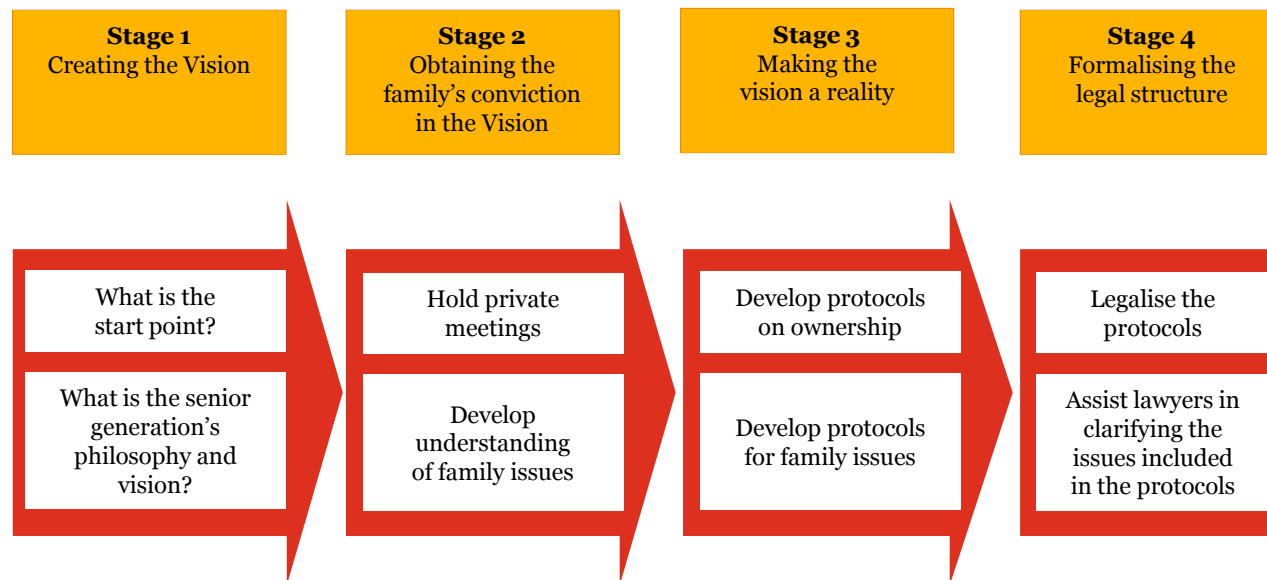 Stage 1
Creating the Vision
Stage 2
Obtaining the
family's conviction
in the Vision
Stage 3
Making the
vision a reality
Stage 4
Formalising the
legal structure
What is the
start point?
What is the senior
generation's
philosophy and
vision?
Hold private
meetings
Develop
understanding
of family issues
Develop protocols
on ownership
Develop protocols
for family issues
Legalise the
protocols
Assist lawyers in
clarifying the
issues included
in the protocols